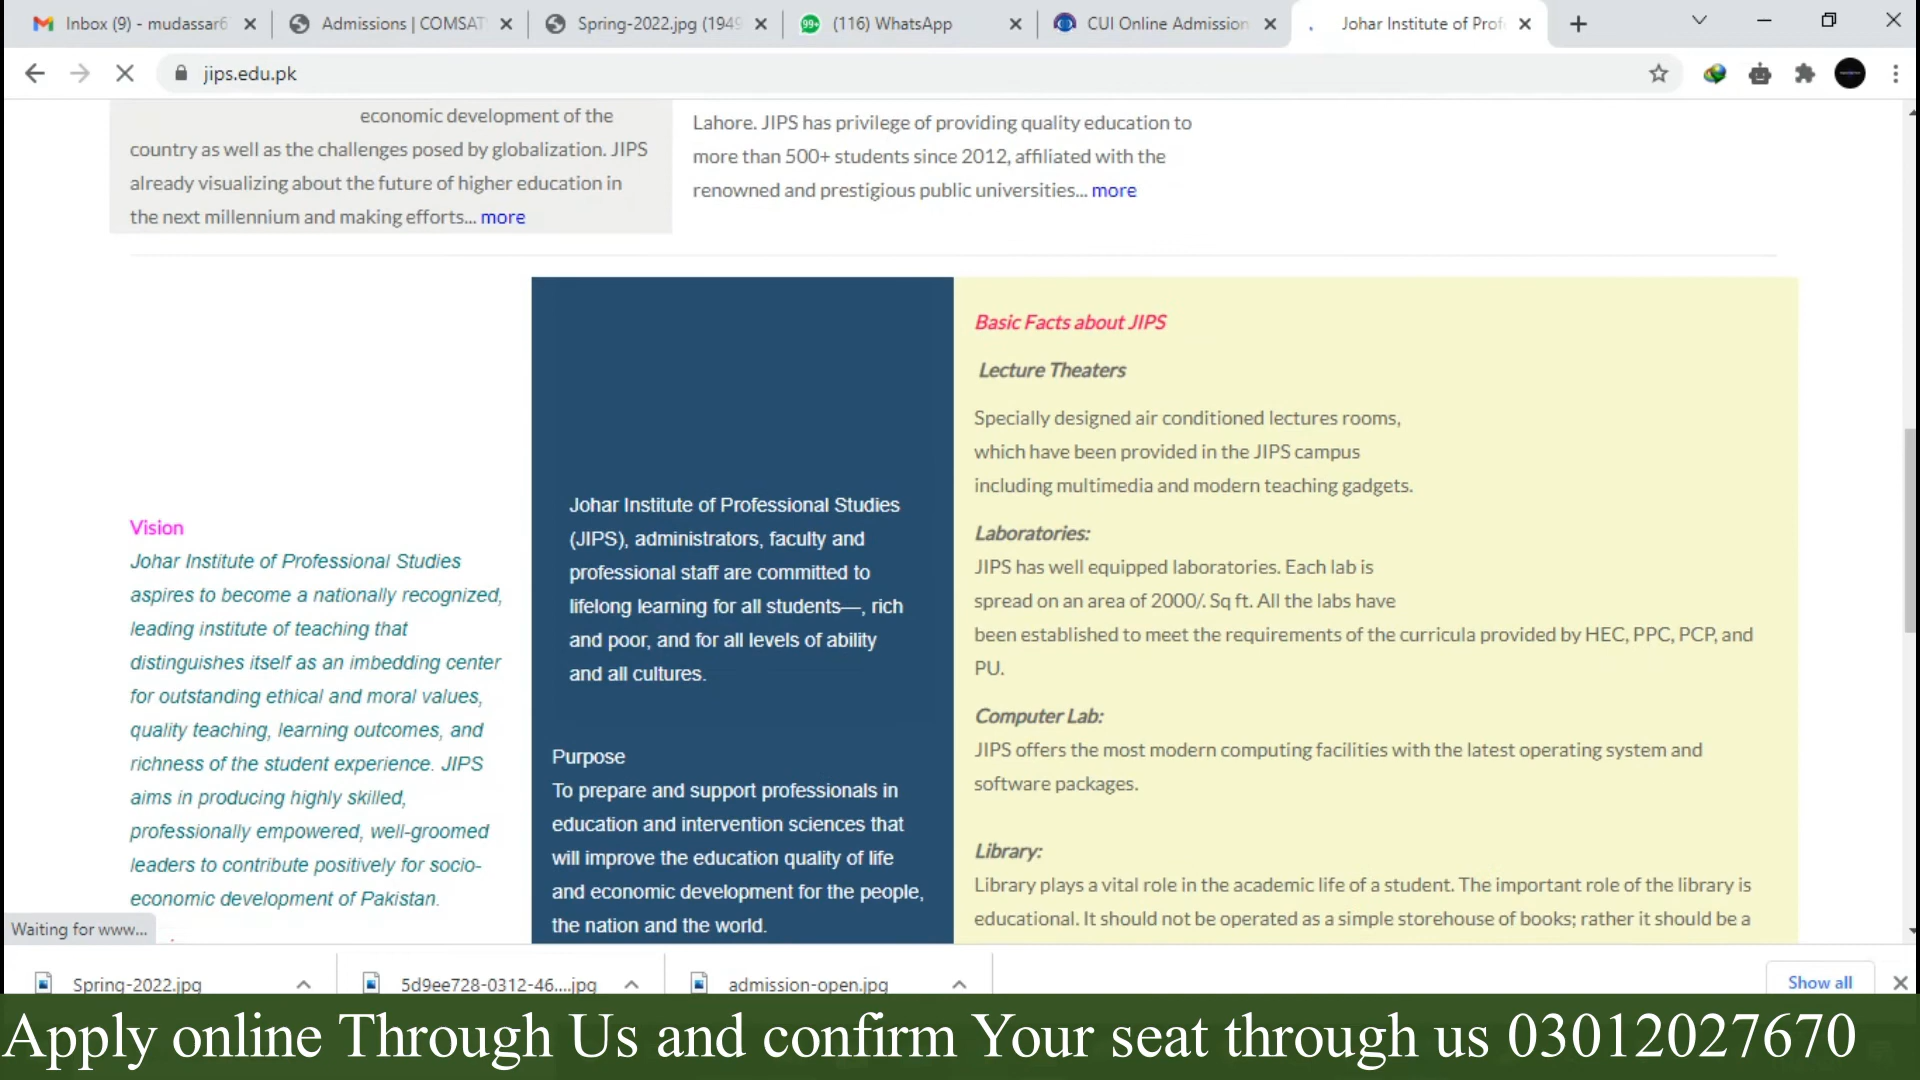 Inbox (9) - mudassar6
Admissions | COMSAT
Spring-2022.jpg (1949
(116) WhatsApp
CUI Online Admission
Johar Institute of Prof
jips.edu.pk
economic development of the
country as well as the challenges posed by globalization. JIPS
already visualizing about the future of higher education in
the next millennium and making efforts... more
Lahore. JIPS has privilege of providing quality education to
more than 500+ students since 2012, affiliated with the
renowned and prestigious public universities... more
Vision
Johar Institute of Professional Studies
aspires to become a nationally recognized,
leading institute of teaching that
distinguishes itself as an imbedding center
for outstanding ethical and moral values,
quality teaching, learning outcomes, and
richness of the student experience. JIPS
aims in producing highly skilled,
professionally empowered, well-groomed
leaders to contribute positively for socio-
economic development of Pakistan.
Johar Institute of Professional Studies
(JIPS), administrators, faculty and
professional staff are committed to
lifelong learning for all students—, rich
and poor, and for all levels of ability
and all cultures.
Purpose
To prepare and support professionals in
education and intervention sciences that
will improve the education quality of life
and economic development for the people,
the nation and the world.
Basic Facts about JIPS
Lecture Theaters
Specially designed air conditioned lectures rooms,
which have been provided in the JIPS campus
including multimedia and modern teaching gadgets.
Laboratories:
JIPS has well equipped laboratories. Each lab is
spread on an area of 2000/. Sq ft. All the labs have
been established to meet the requirements of the curricula provided by HEC, PPC, PCP, and
PU.
Computer Lab:
JIPS offers the most modern computing facilities with the latest operating system and
software packages.
Library:
Library plays a vital role in the academic life of a student. The important role of the library is
educational. It should not be operated as a simple storehouse of books; rather it should be a
Waiting for www...
Spring-2022.jpg
5d9ee728-0312-46....jpg
admission-open.jpg
Show all
Apply online Through Us and confirm Your seat through us 03012027670